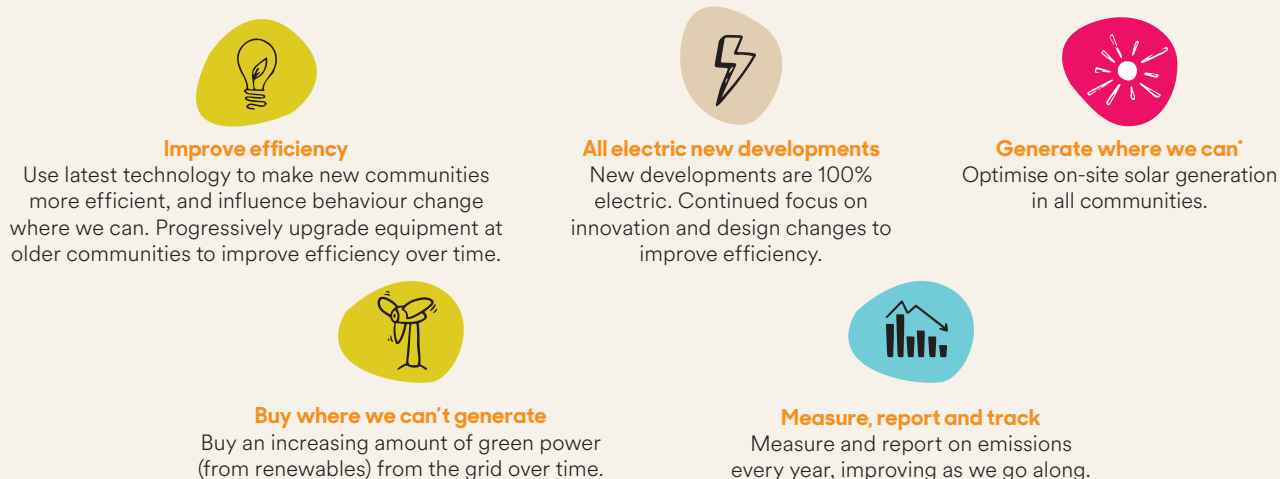 Improve efficiency
Use latest technology to make new communities
more efficient, and influence behaviour change
where we can. Progressively upgrade equipment at
older communities to improve efficiency over time.
All electric new developments
New developments are 100%
electric. Continued focus on
innovation and design changes to
improve efficiency.
Generate where we can*
Optimise on-site solar generation
in all communities.
Buy where we can't generate
Buy an increasing amount of green power
(from renewables) from the grid over time.
Measure, report and track
Measure and report on emissions
every year, improving as we go along.